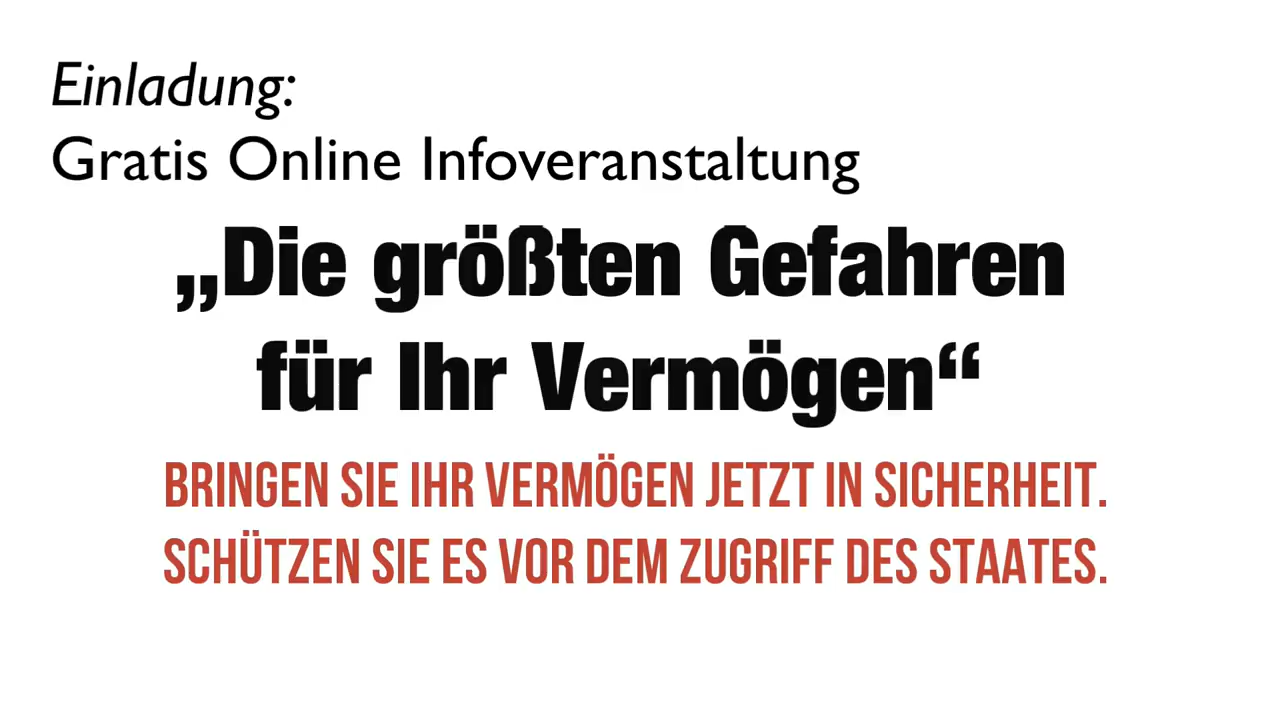 Einladung:
Gratis Online Infoveranstaltung
„Die größten Gefahren
für Ihr Vermögen“
BRINGEN SIE IHR VERMÖGEN JETZT IN SICHERHEIT.
SCHÜTZEN SIE ES VOR DEM ZUGRIFF DES STAATES.